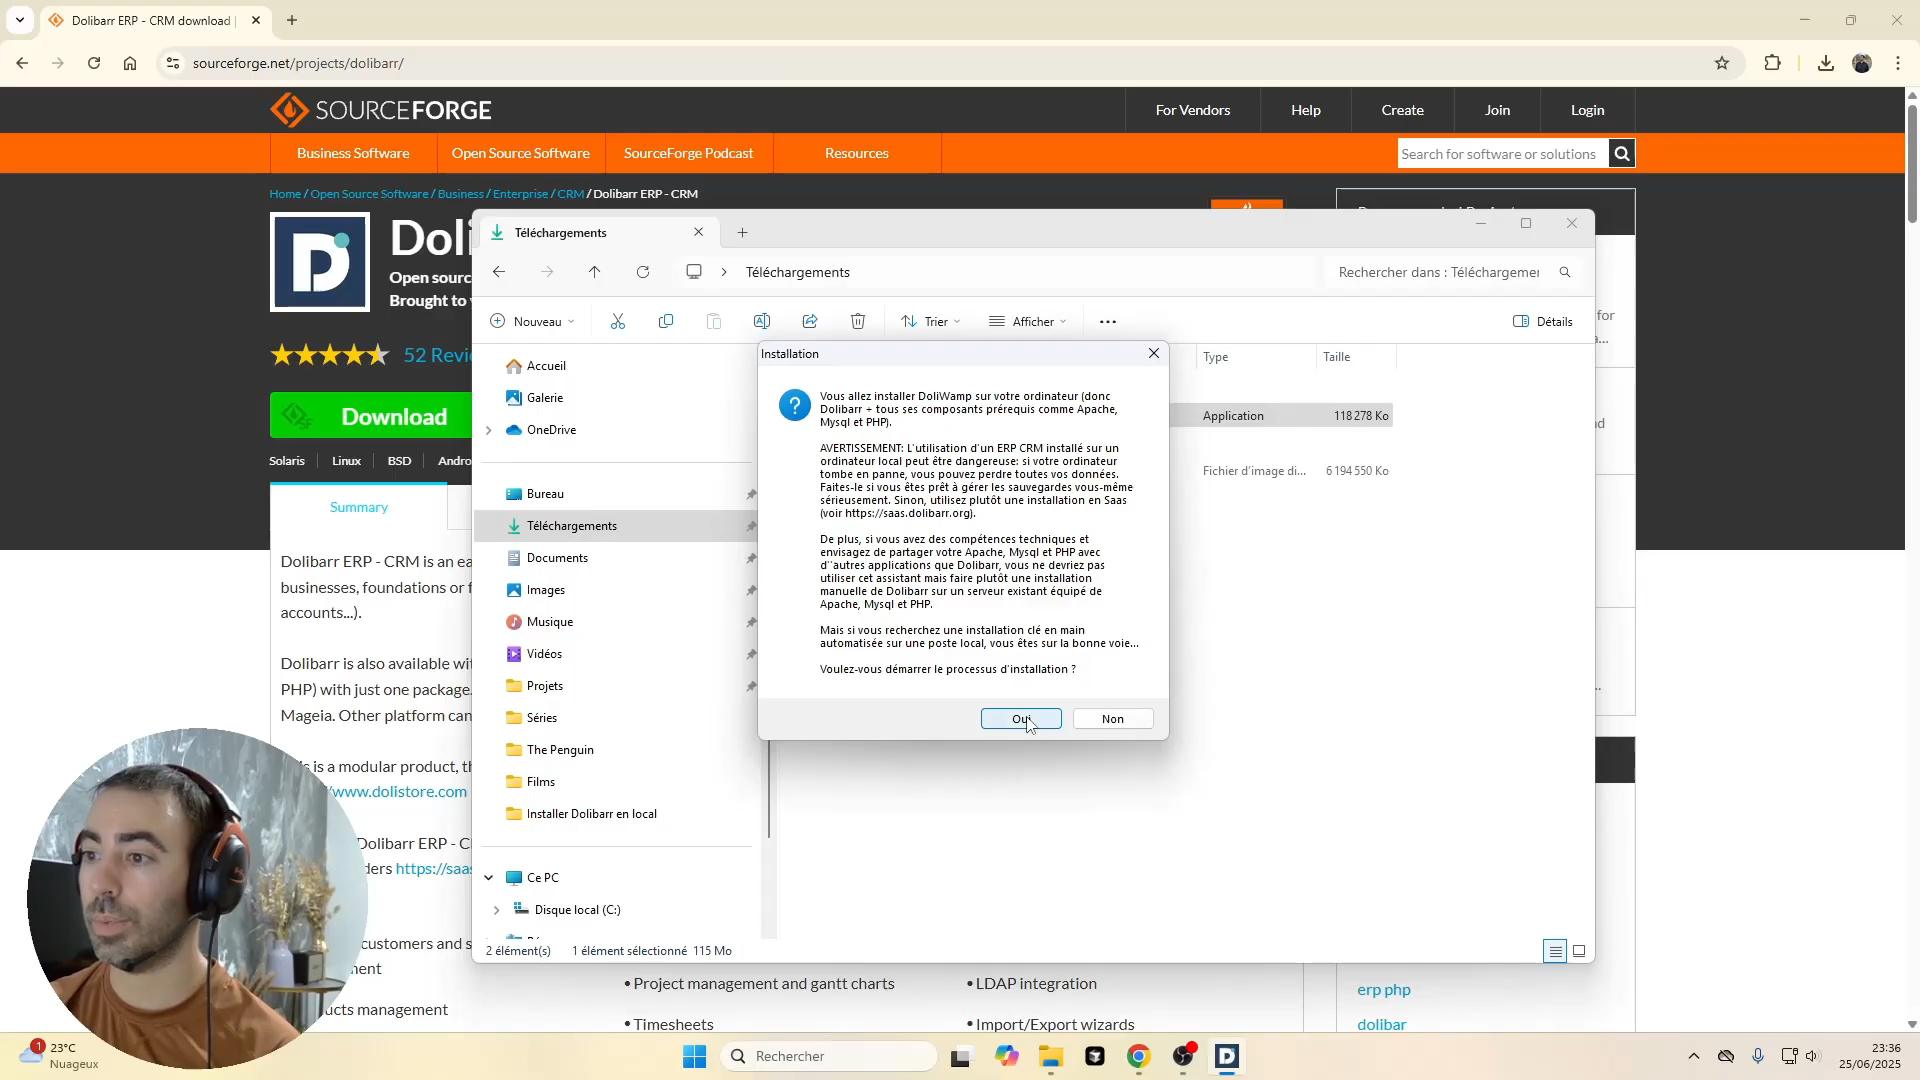 Dolibarr ERP - CRM download
sourceforge.net/projects/dolibarr/
SOURCEFORGE
For Vendors
Help
Create
Join
Login
Business Software
Open Source Software
SourceForge Podcast
Resources
Search for software or solutions
Home / Open Source Software / Business / Enterprise / CRM / Dolibarr ERP - CRM
Open sourc
Brought to
52 Revi
Download
Solaris
Linux
BSD
Andro
Summary
Dolibarr ERP - CRM is an ea
businesses, foundations or f
accounts...).
Dolibarr is also available wi
PHP) with just one package.
Mageia. Other platform can
is is a modular product, th
/www.dolistore.com
Dolibarr ERP - C
ders https://saa
customers and s
ment
ucts management
• Project management and gantt charts
• LDAP integration
• Timesheets
• Import/Export wizards
for
erp php
dolibar
Téléchargements
Téléchargements
Rechercher dans : Téléchargemer
Nouveau
Trier
Afficher
Détails
Accueil
Galerie
OneDrive
Bureau
Téléchargements
Documents
Images
Musique
Vidéos
Projets
Séries
The Penguin
Films
Installer Dolibarr en local
Ce PC
Disque local (C:)
Type
Taille
Application
118 278 Ko
Fichier d'image di...
6 194 550 Ko
2 élément(s)
1 élément sélectionné 115 Mo
Installation
Vous allez installer DoliWamp sur votre ordinateur (donc
Dolibarr + tous ses composants prérequis comme Apache,
Mysql et PHP).
AVERTISSEMENT: L'utilisation d'un ERP CRM installé sur un
ordinateur local peut être dangereuse: si votre ordinateur
tombe en panne, vous pouvez perdre toutes vos données.
Faites-le si vous êtes prêt à gérer les sauvegardes vous-même
sérieusement. Sinon, utilisez plutôt une installation en Saas
(voir https://saas.dolibarr.org).
De plus, si vous avez des compétences techniques et
envisagez de partager votre Apache, Mysql et PHP avec
d''autres applications que Dolibarr, vous ne devriez pas
utiliser cet assistant mais faire plutôt une installation
manuelle de Dolibarr sur un serveur existant équipé de
Apache, Mysql et PHP.
Mais si vous recherchez une installation clé en main
automatisée sur une poste local, vous êtes sur la bonne voie...
Voulez-vous démarrer le processus d'installation ?
Oui
Non
1
23°C
Nuageux
Rechercher
23:36
25/06/2025